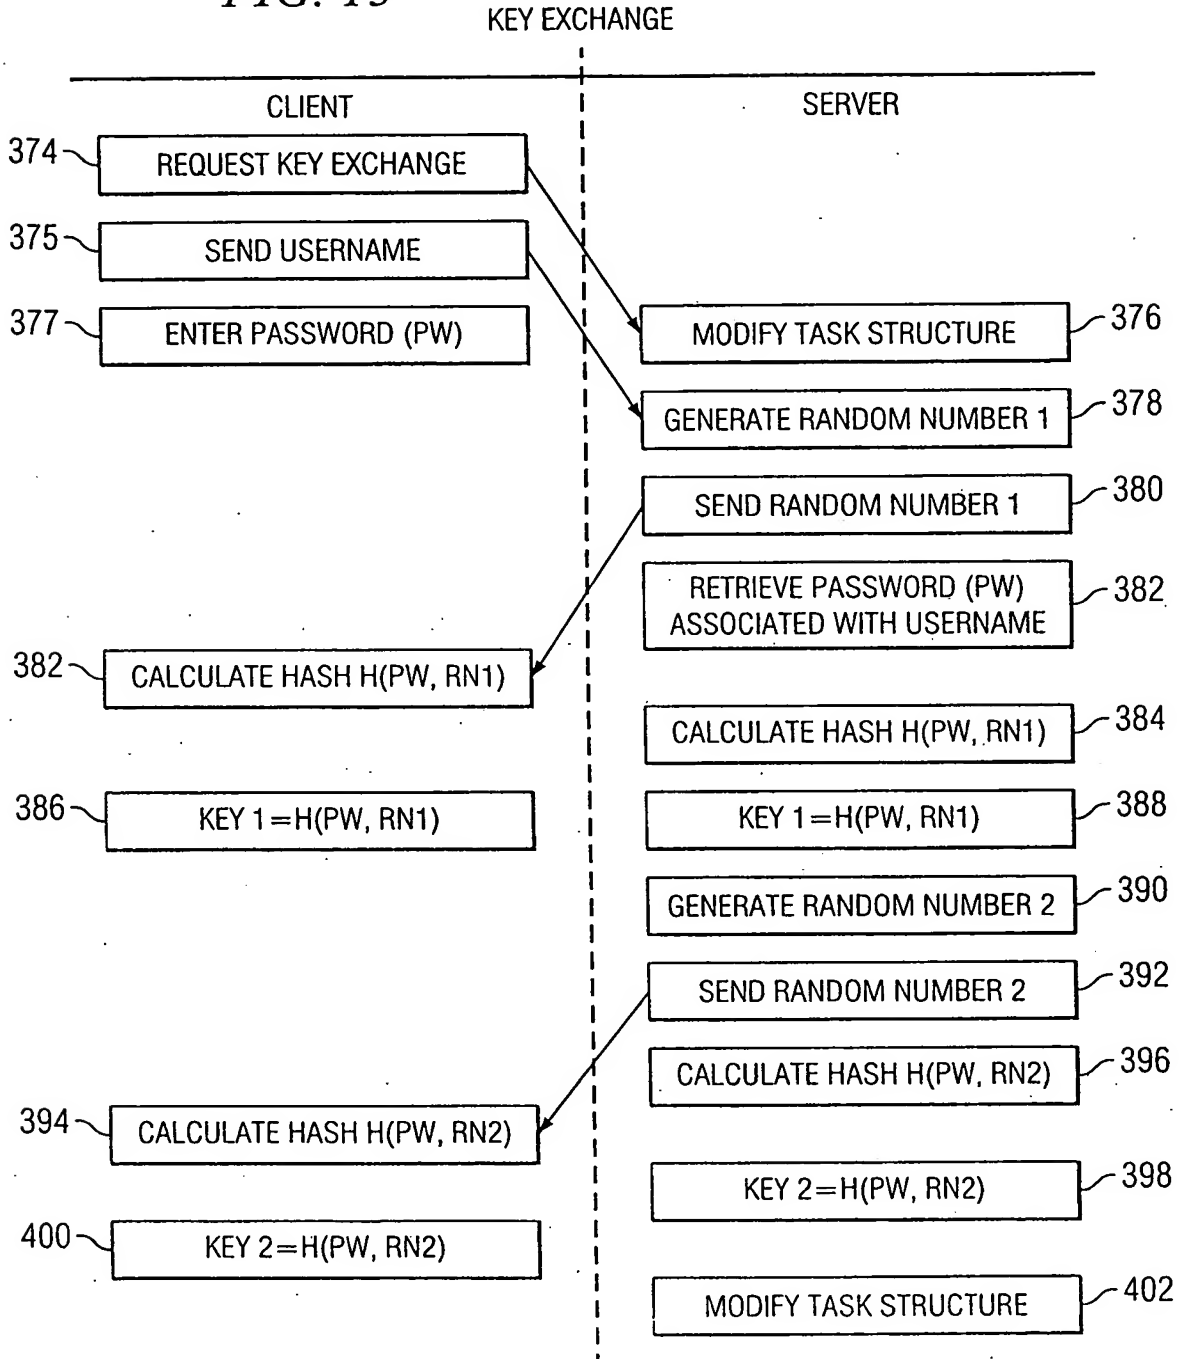 KEY EXCHANGE
CLIENT
SERVER
374
REQUEST KEY EXCHANGE
375
SEND USERNAME
377
ENTER PASSWORD (PW)
MODIFY TASK STRUCTURE
376
GENERATE RANDOM NUMBER 1
378
SEND RANDOM NUMBER 1
380
RETRIEVE PASSWORD (PW)
ASSOCIATED WITH USERNAME
382
382
CALCULATE HASH H(PW, RN1)
CALCULATE HASH H(PW, RN1)
384
386
KEY 1=H(PW, RN1)
KEY 1=H(PW, RN1)
388
GENERATE RANDOM NUMBER 2
390
SEND RANDOM NUMBER 2
392
CALCULATE HASH H(PW, RN2)
396
394
CALCULATE HASH H(PW, RN2)
KEY 2=H(PW, RN2)
398
400
KEY 2=H(PW, RN2)
MODIFY TASK STRUCTURE
402